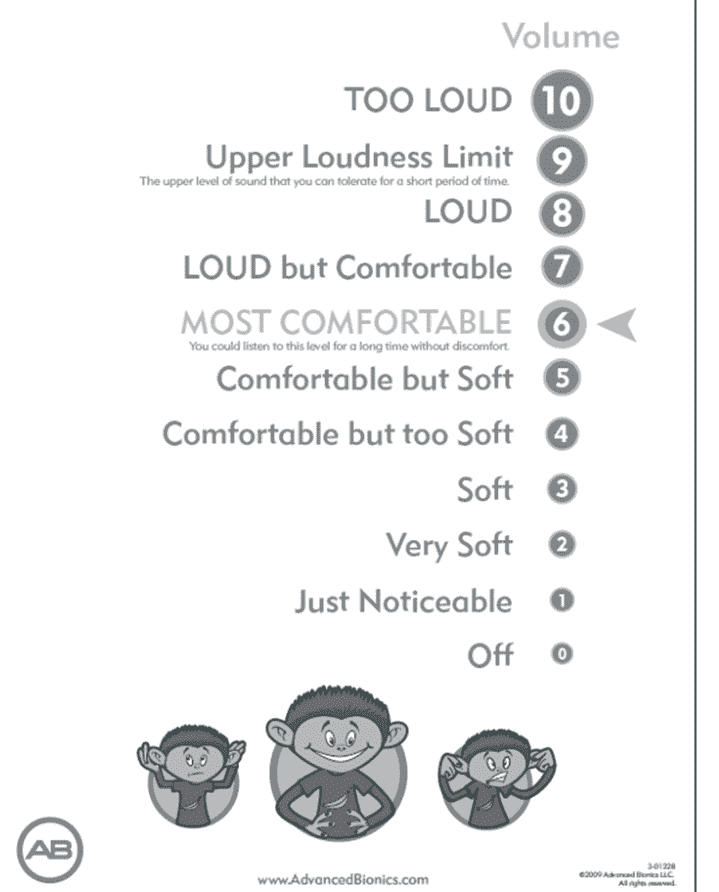 Volume
TOO LOUD 10
Upper Loudness Limit 9
The upper level of sound that you can tolerate for a short period of time.
LOUD 8
LOUD but Comfortable 7
MOST COMFORTABLE 6
You could listen to this level for a long time without discomfort.
Comfortable but Soft 5
Comfortable but too Soft 4
Soft 3
Very Soft 2
Just Noticeable 1
Off 0
AB
www.AdvancedBionics.com
3-01228
©2009 Advanced Bionics LLC.
All rights reserved.